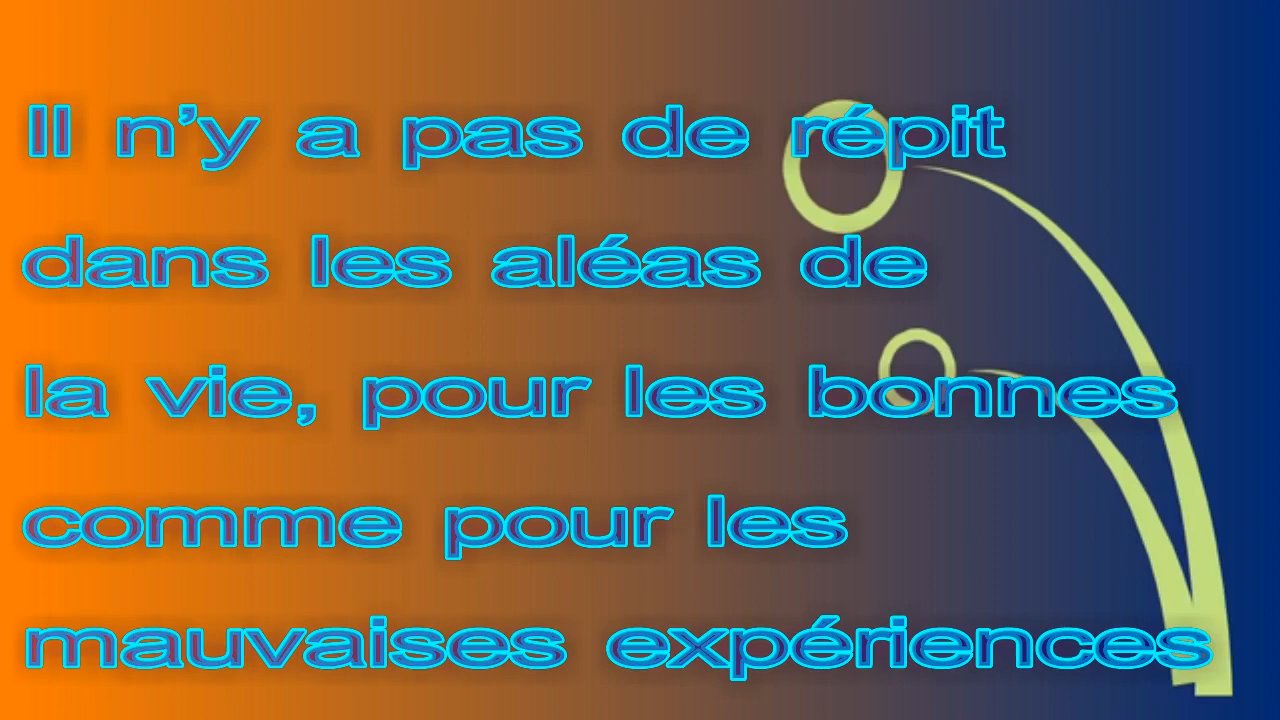 Il n’y a pas de répit
dans les aléas de
la vie, pour les bonnes
comme pour les
mauvaises expériences